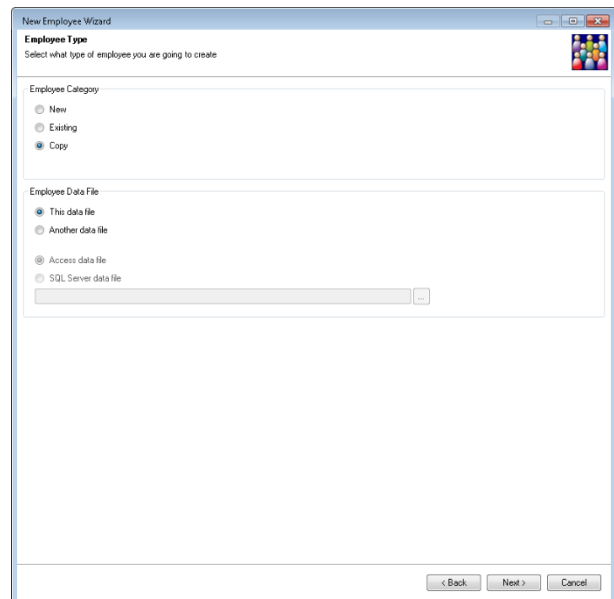 New Employee Wizard
Employee Type
Select what type of employee you are going to create
Employee Category
New
Existing
Copy
Employee Data File
This data file
Another data file
Access data file
SQL Server data file
...
< Back Next > Cancel